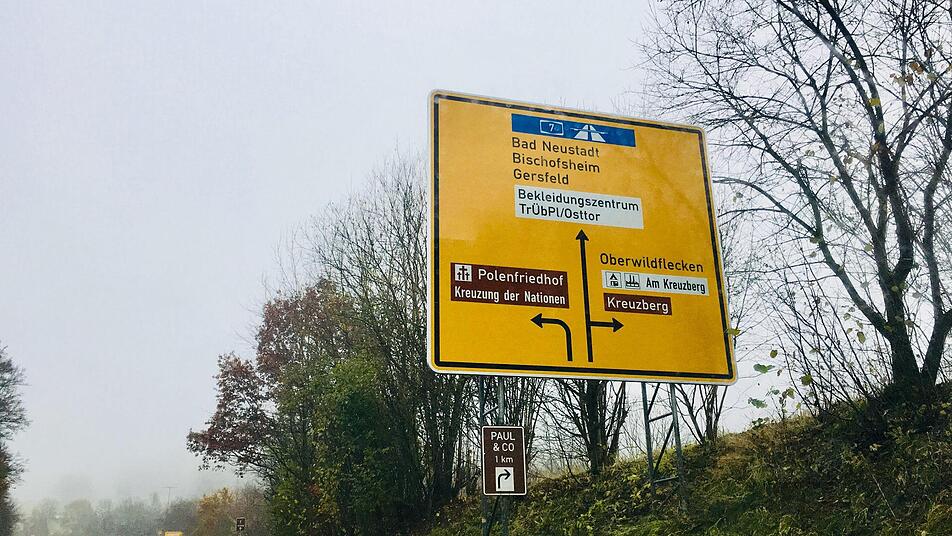 7
Bad Neustadt
Bischofsheim
Gersfeld
Bekleidungszentrum
TrÜbPl/Osttor
Polenfriedhof
Kreuzung der Nationen
Oberwildflecken
Am Kreuzberg
Kreuzberg
PAUL
& CO
1 km